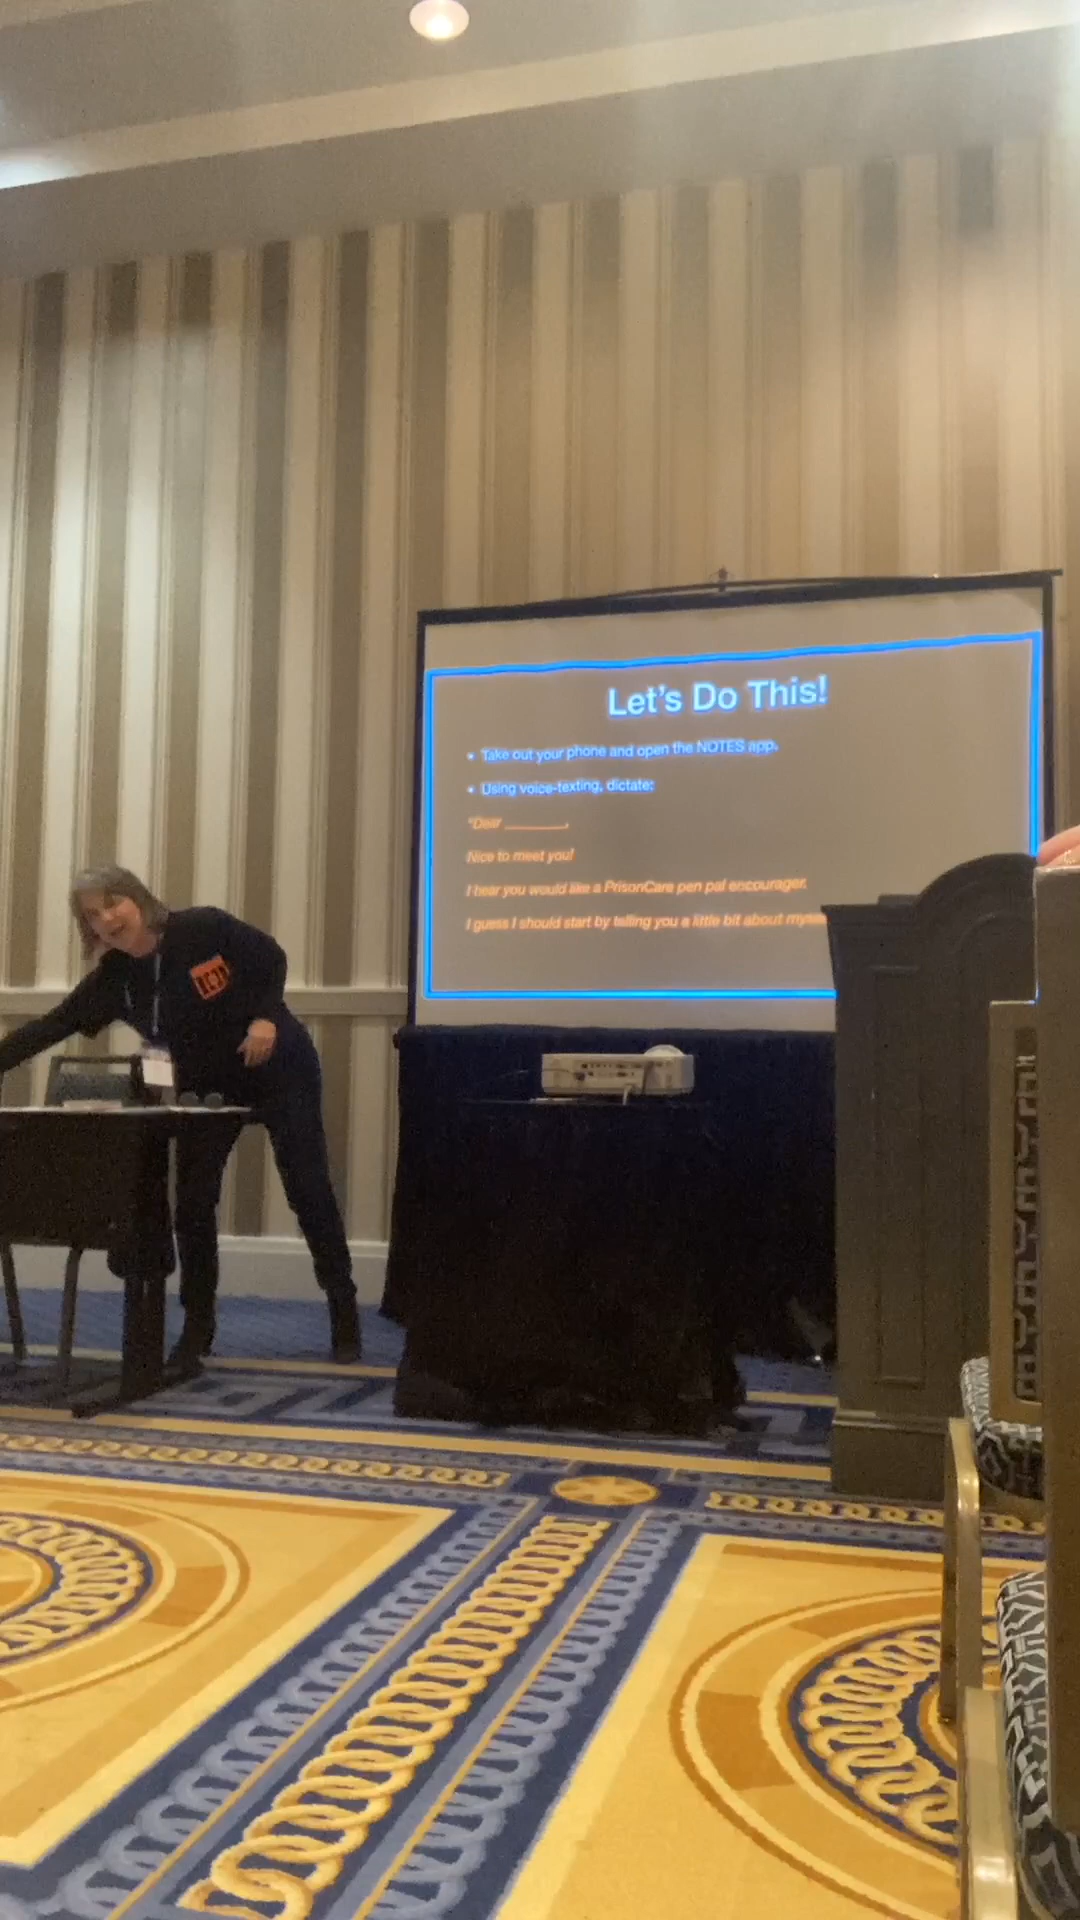 Let's Do This!
• Take out your phone and open the NOTES app.
• Using voice-texting, dictate:
"Dear ________,
Nice to meet you!
I hear you would like a PrisonCare pen pal encourager.
I guess I should start by telling you a little bit about